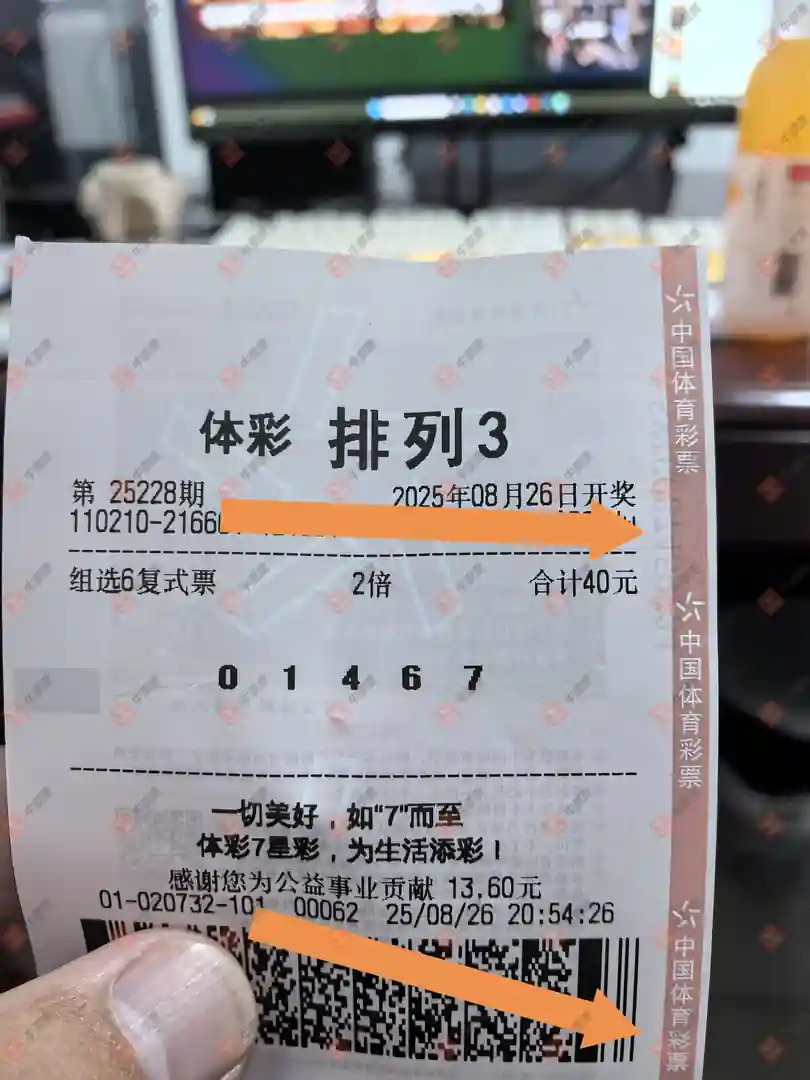 体彩 排列3
第 25228期 2025年08月26日开奖
110210-2166
组选6复式票 2倍 合计40元
0 1 4 6 7
一切美好，如“7”而至
体彩7星彩，为生活添彩！
感谢您为公益事业贡献 13.60元
01-020732-101 00062 25/08/26 20:54:26
中国体育彩票
中国体育彩票
中国体育彩票